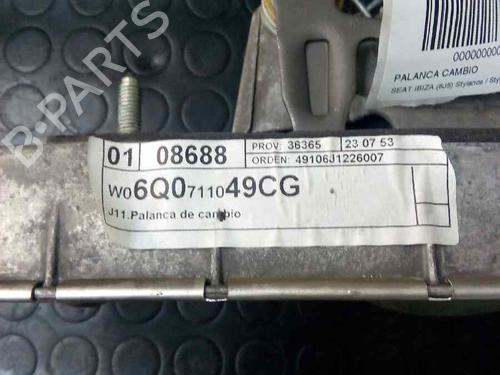 B-PARTS
PALANCA CAMBIO
SEAT IBIZA (6J5) Stylance /
01 08688 PROV: 36365 23 07 53
ORDEN: 49106J1226007
W06Q071104 9CG
J11.Palanca de cambio